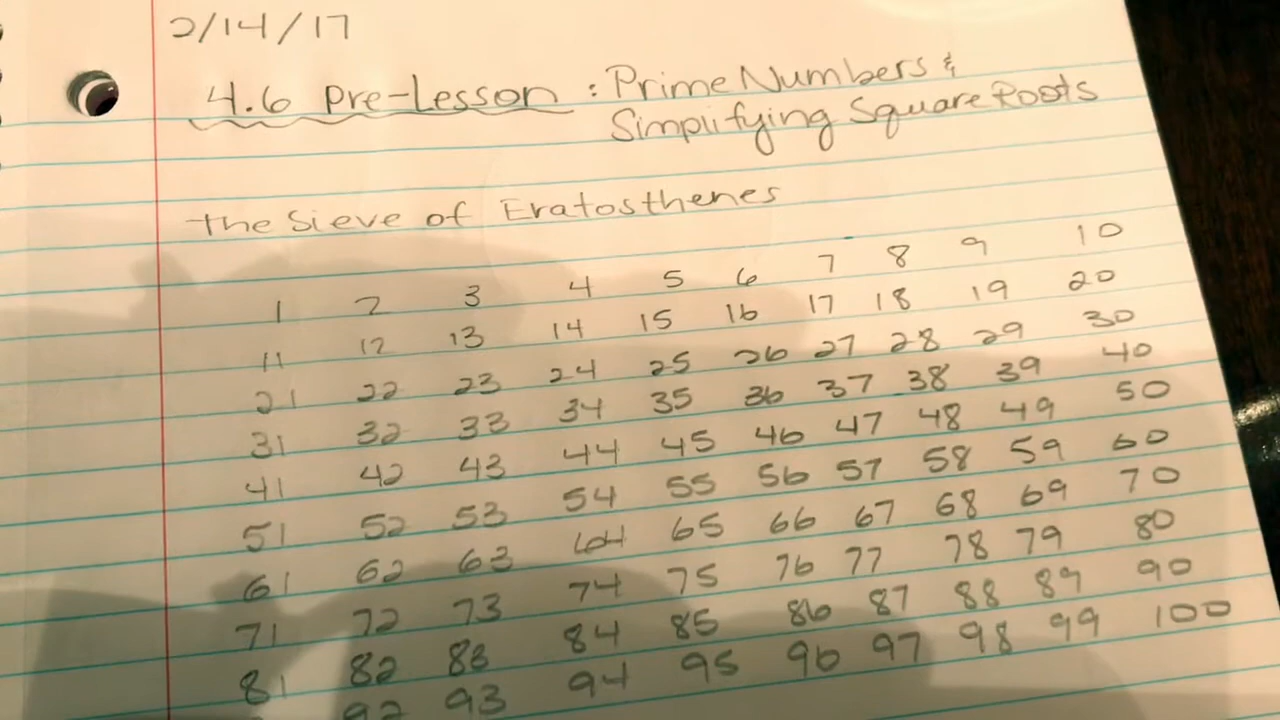 2/14/17
4.6 Pre-Lesson : Prime Numbers &
Simplifying Square Roots
The Sieve of Eratosthenes
1 2 3 4 5 6 7 8 9 10
11 12 13 14 15 16 17 18 19 20
21 22 23 24 25 26 27 28 29 30
31 32 33 34 35 36 37 38 39 40
41 42 43 44 45 46 47 48 49 50
51 52 53 54 55 56 57 58 59 60
61 62 63 64 65 66 67 68 69 70
71 72 73 74 75 76 77 78 79 80
81 82 83 84 85 86 87 88 89 90
92 93 94 95 96 97 98 99 100